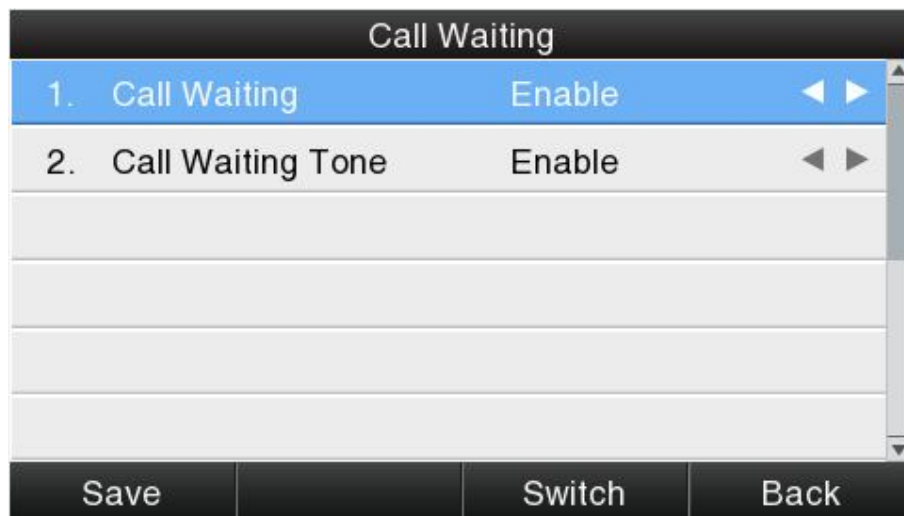 Call Waiting
1. Call Waiting Enable
2. Call Waiting Tone Enable
Save Switch Back